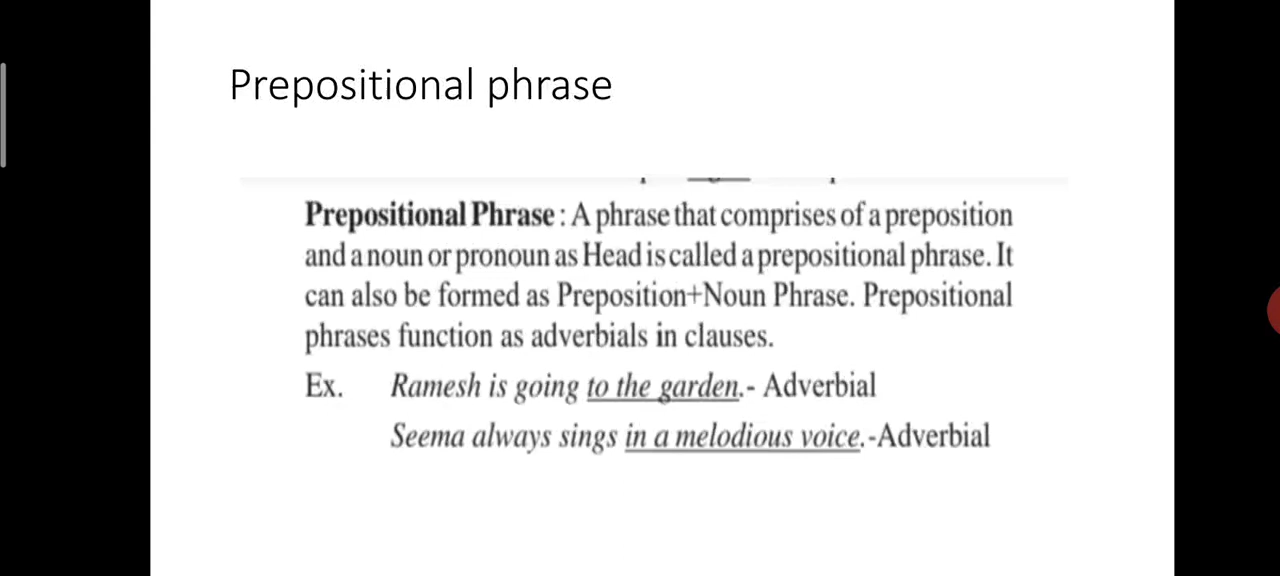 Prepositional phrase
Prepositional Phrase : A phrase that comprises of a preposition
and a noun or pronoun as Head is called a prepositional phrase. It
can also be formed as Preposition+Noun Phrase. Prepositional
phrases function as adverbials in clauses.
Ex. Ramesh is going to the garden.- Adverbial
Seema always sings in a melodious voice.-Adverbial